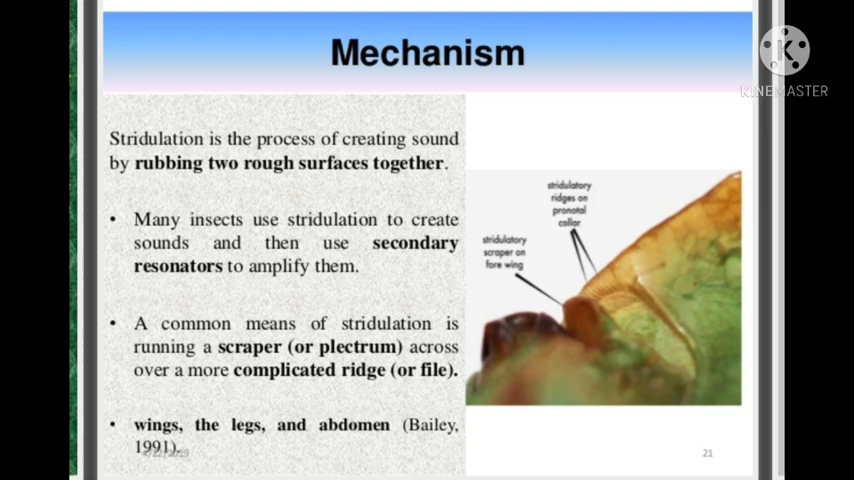 Mechanism
KINEMASTER
Stridulation is the process of creating sound
by rubbing two rough surfaces together.
• Many insects use stridulation to create
sounds and then use secondary
resonators to amplify them.
• A common means of stridulation is
running a scraper (or plectrum) across
over a more complicated ridge (or file).
• wings, the legs, and abdomen (Bailey,
1991).
stridulatory
ridges on
pronotal
collar
stridulatory
scraper on
fore wing
21